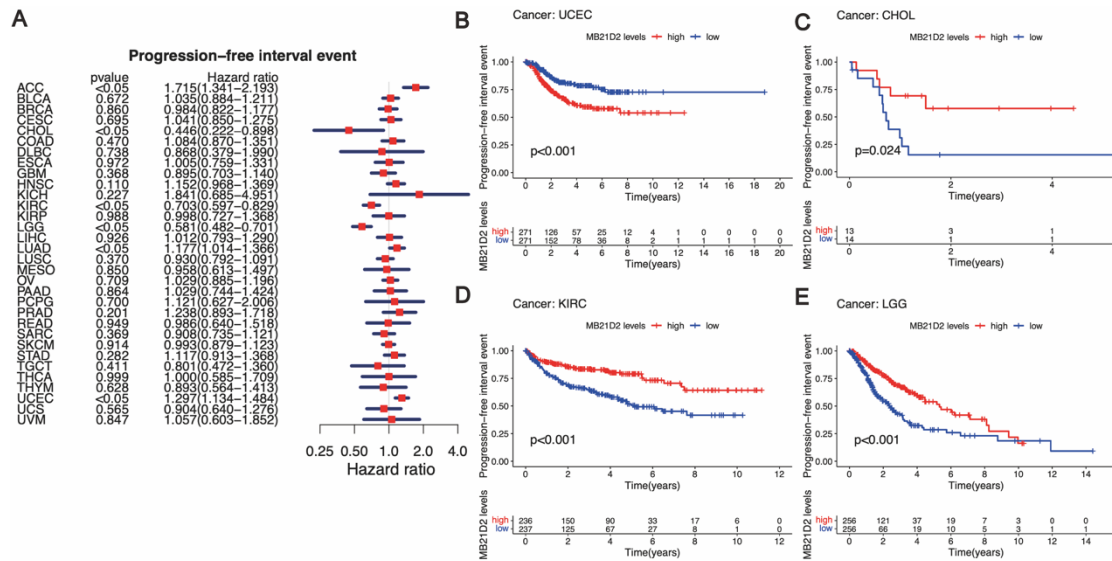 A
Progression−free interval event
pvalue Hazard ratio
ACC <0.05 1.715(1.341−2.193)
BLCA 0.672 1.035(0.884−1.211)
BRCA 0.860 0.984(0.822−1.177)
CESC 0.695 1.041(0.850−1.275)
CHOL <0.05 0.446(0.222−0.898)
COAD 0.470 1.084(0.870−1.351)
DLBC 0.738 0.868(0.379−1.990)
ESCA 0.972 1.005(0.759−1.331)
GBM 0.368 0.895(0.703−1.140)
HNSC 0.110 1.152(0.968−1.369)
KICH 0.227 1.841(0.685−4.951)
KIRC <0.05 0.703(0.597−0.829)
KIRP 0.988 0.998(0.727−1.368)
LGG <0.05 0.581(0.482−0.701)
LIHC 0.926 1.012(0.793−1.290)
LUAD <0.05 1.177(1.014−1.366)
LUSC 0.370 0.930(0.792−1.091)
MESO 0.850 0.958(0.613−1.497)
OV 0.709 1.029(0.885−1.196)
PAAD 0.864 1.029(0.744−1.424)
PCPG 0.700 1.121(0.627−2.006)
PRAD 0.201 1.238(0.893−1.718)
READ 0.949 0.986(0.640−1.518)
SARC 0.369 0.908(0.735−1.121)
SKCM 0.914 0.993(0.879−1.123)
STAD 0.282 1.117(0.913−1.368)
TGCT 0.411 0.801(0.472−1.360)
THCA 0.999 1.000(0.585−1.709)
THYM 0.628 0.893(0.564−1.413)
UCEC <0.05 1.297(1.134−1.484)
UCS 0.565 0.904(0.640−1.276)
UVM 0.847 1.057(0.603−1.852)
0.25 0.50 1.0 2.0 4.0
Hazard ratio
B
Cancer: UCEC
MB21D2 levels high low
Progression−free interval event
1.00
0.75
0.50
0.25
0.00
p<0.001
0 2 4 6 8 10 12 14 16 18 20
Time(years)
MB21D2 levels
high 271 126 57 25 12 4 1 0 0 0 0
low 271 152 78 36 8 2 1 1 1 1 0
0 2 4 6 8 10 12 14 16 18 20
Time(years)
C
Cancer: CHOL
MB21D2 levels high low
Progression−free interval event
1.00
0.75
0.50
0.25
0.00
p=0.024
0 2 4
Time(years)
MB21D2 levels
high 13 3 1
low 14 1 1
0 2 4
Time(years)
D
Cancer: KIRC
MB21D2 levels high low
Progression−free interval event
1.00
0.75
0.50
0.25
0.00
p<0.001
0 2 4 6 8 10 12
Time(years)
MB21D2 levels
high 236 150 90 33 17 6 0
low 237 125 67 27 8 1 0
0 2 4 6 8 10 12
Time(years)
E
Cancer: LGG
MB21D2 levels high low
Progression−free interval event
1.00
0.75
0.50
0.25
0.00
p<0.001
0 2 4 6 8 10 12 14
Time(years)
MB21D2 levels
high 256 121 37 19 7 3 0 0
low 256 66 19 10 5 3 1 1
0 2 4 6 8 10 12 14
Time(years)